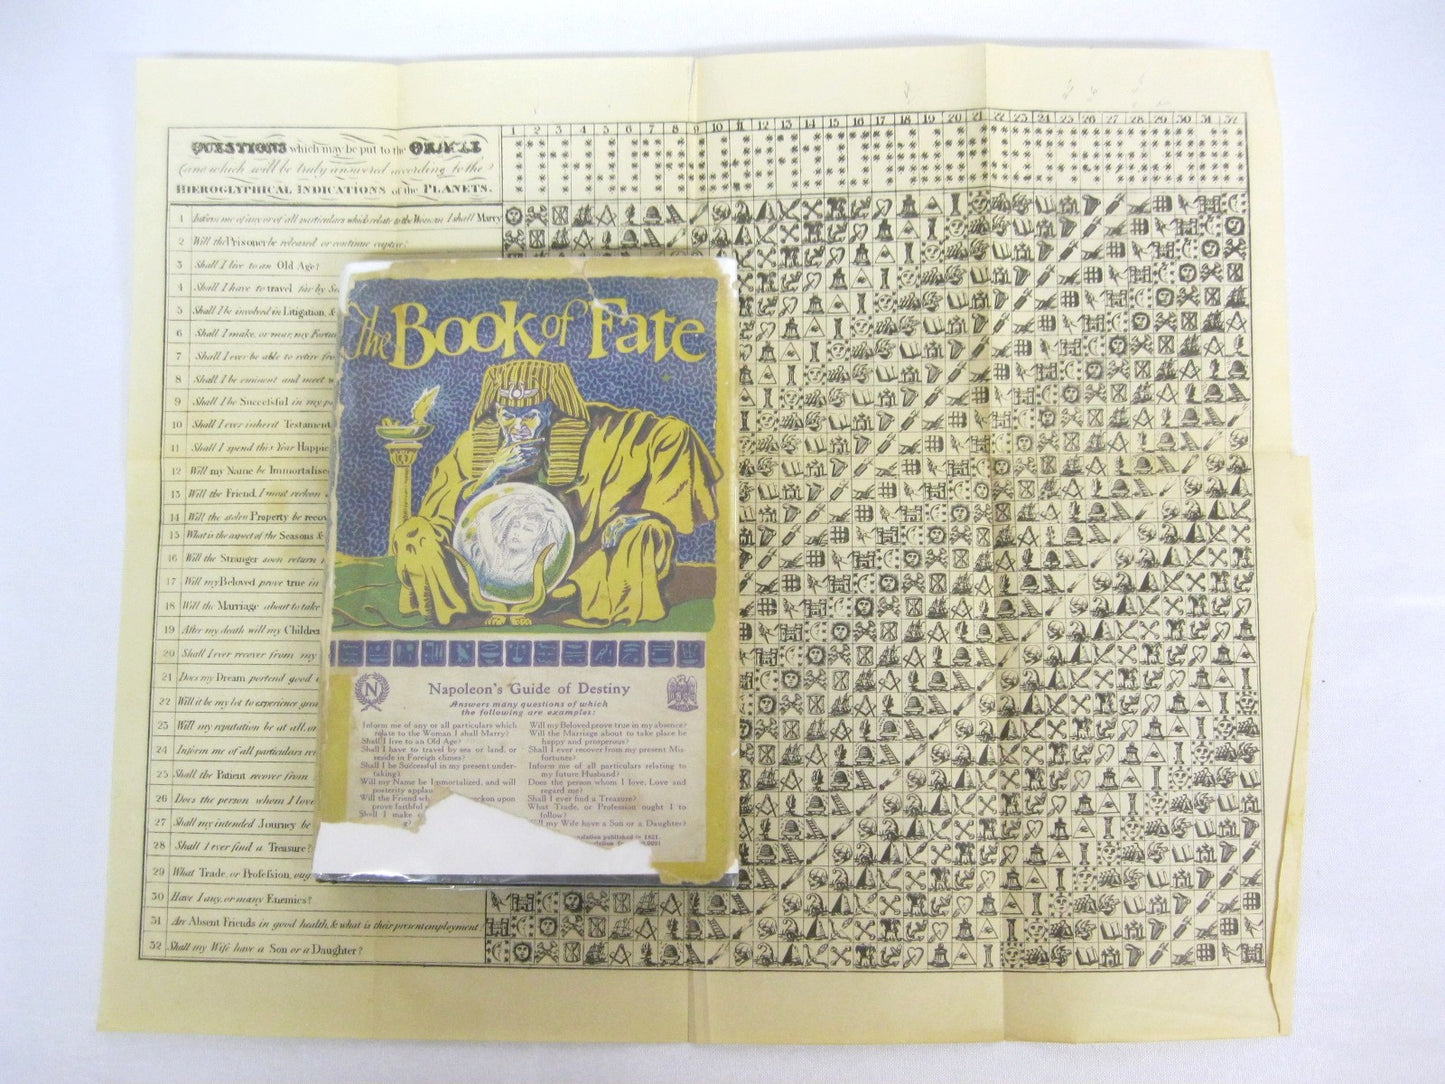 1 2 3 4 5 6 7 8 9 10 11 12 13 14 15 16 17 18 19 20 21 22 23 24 25 26 27 28 29 30 31 32
QUESTIONS which may be put to the ORACLE
(and which will be truly answered according to the)
HIEROGLYPHICAL INDICATIONS of the PLANETS.
1 Inform me of any or of all particulars which relate to the Woman I shall Marry
2 Will the Prisoner be released, or continue captive?
3 Shall I live to an Old Age?
4 Shall I have to travel far by
5 Shall I be involved in Litigation, &
6 Shall I make, or mar, my
7 Shall I ever be able to retire
8 Shall I be eminent and meet
9 Shall I be Successful in my
10 Shall I ever inherit
11 Shall I spend this Year
12 Will my Name be
13 Will the Friend, I most reckon
14 Will the stolen Property be
15 What is the aspect of the Seasons &
16 Will the Stranger soon return
17 Will my Beloved prove true in
18 Will the Marriage about to take
19 After my death will my Children
20 Shall I ever recover from my
21 Does my Dream portend good
22 Will it be my lot to experience
23 Will my reputation be at all,
24 Inform me of all particulars
25 Shall the Patient recover from
26 Does the person whom I love
27 Shall my intended Journey be
28 Shall I ever find a Treasure?
29 What Trade, or Profession,
30 Have I any, or many Enemies?
31 Are Absent Friends in good health, & what is their present employment
32 Shall my Wife have a Son or a Daughter?
The Book of Fate
N
Napoleon's Guide of Destiny
Answers many questions of which
the following are examples:
Inform me of any or all particulars which
relate to the Woman I shall Marry?
Shall I live to an Old Age?
Shall I have to travel by sea or land, or
reside in Foreign climes?
Shall I be Successful in my present under-
taking?
Will my Name be Immortalized, and will
posterity
Will the Friend reckon upon
prove faithful
Shall I make
Will my Beloved prove true in my absence?
Will the Marriage about to take place be
happy and prosperous?
Shall I ever recover from my present Mis-
fortune?
Inform me of all particulars relating to
my future Husband?
Does the person whom I love, Love and
regard me?
Shall I ever find a Treasure?
What Trade, or Profession ought I to
follow?
my Wife have a Son or a Daughter?
published in 1821.